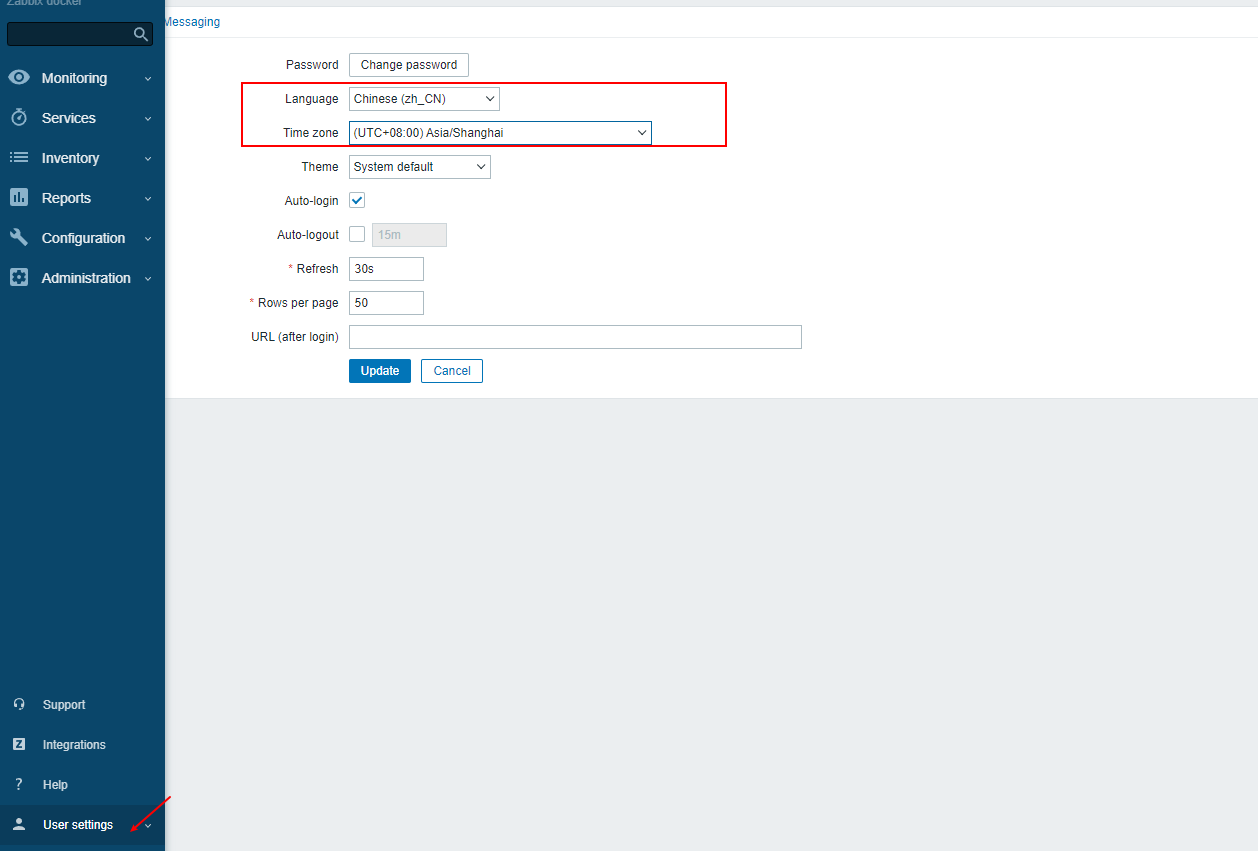 Zabbix docker
Messaging
Monitoring
Services
Inventory
Reports
Configuration
Administration
Support
Integrations
Help
User settings
Password Change password
Language Chinese (zh_CN)
Time zone (UTC+08:00) Asia/Shanghai
Theme System default
Auto-login
Auto-logout 15m
* Refresh 30s
* Rows per page 50
URL (after login)
Update Cancel